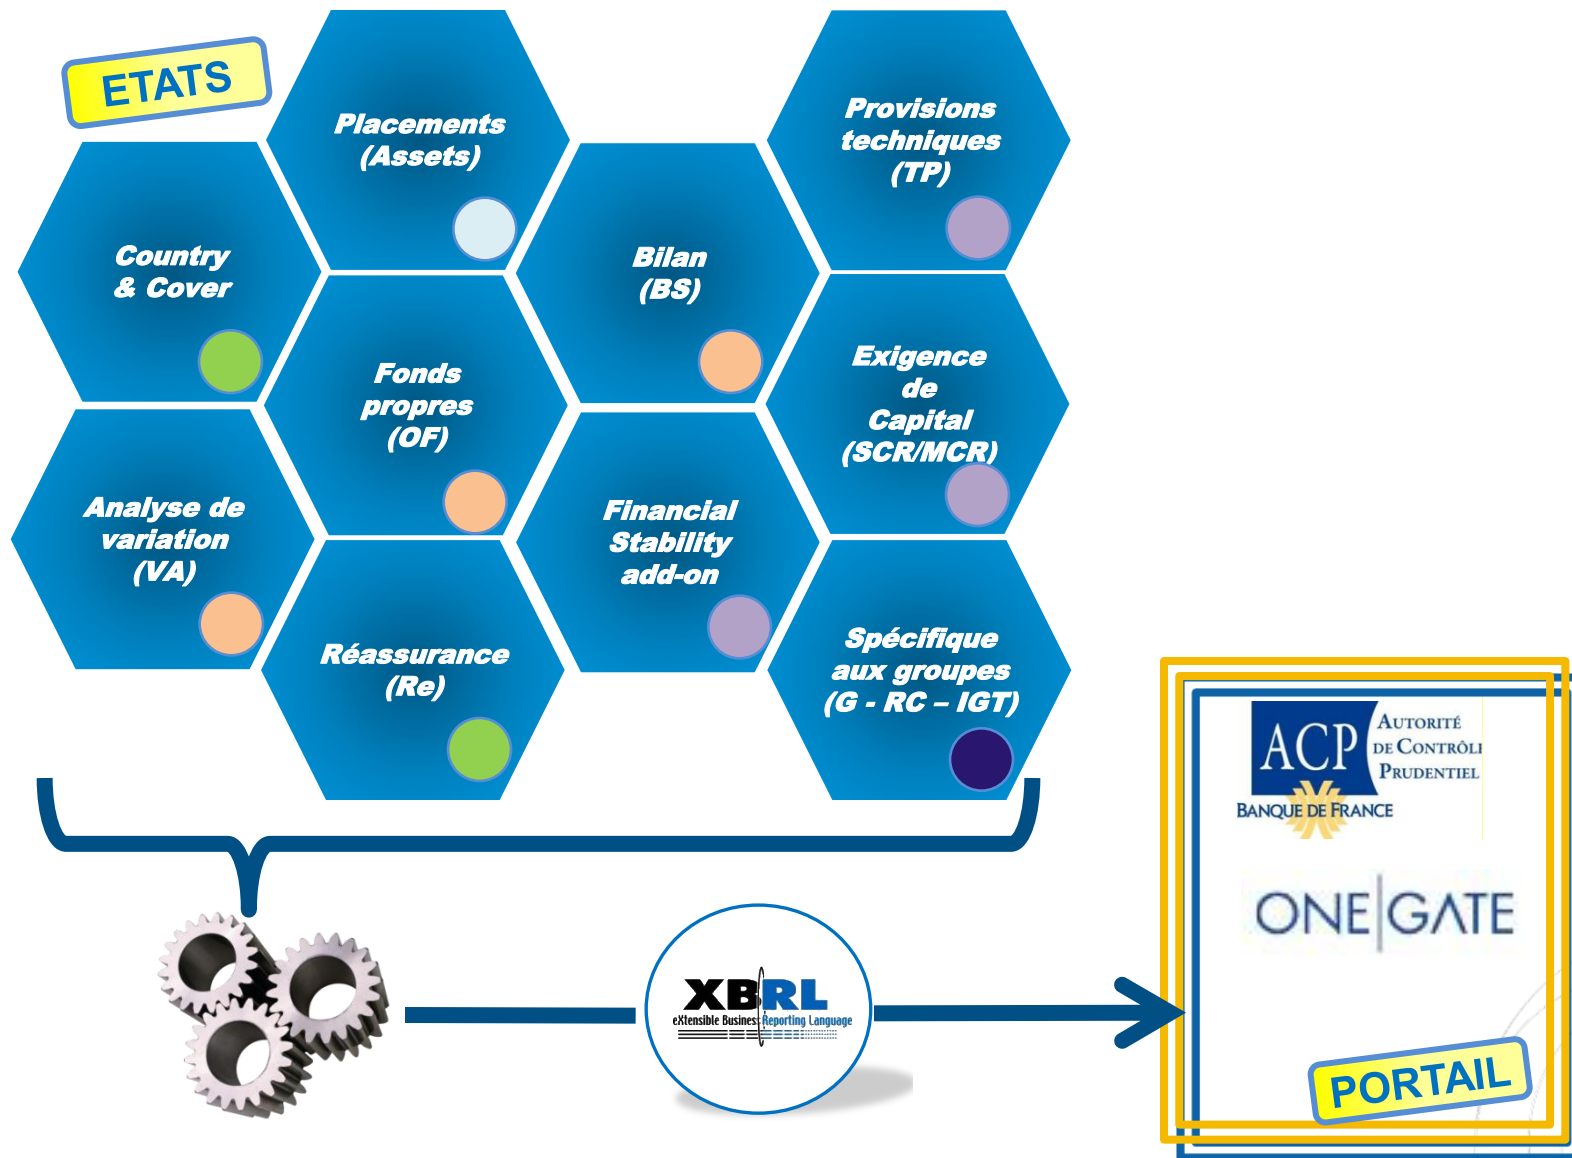 ETATS
Placements
(Assets)
Provisions
techniques
(TP)
Country
& Cover
Bilan
(BS)
Fonds
propres
(OF)
Exigence
de
Capital
(SCR/MCR)
Analyse de
variation
(VA)
Financial
Stability
add-on
Réassurance
(Re)
Spécifique
aux groupes
(G - RC – IGT)
ACP
AUTORITÉ
DE CONTRÔLE
PRUDENTIEL
BANQUE DE FRANCE
ONE|GATE
XBRL
eXtensible Business Reporting Language
PORTAIL